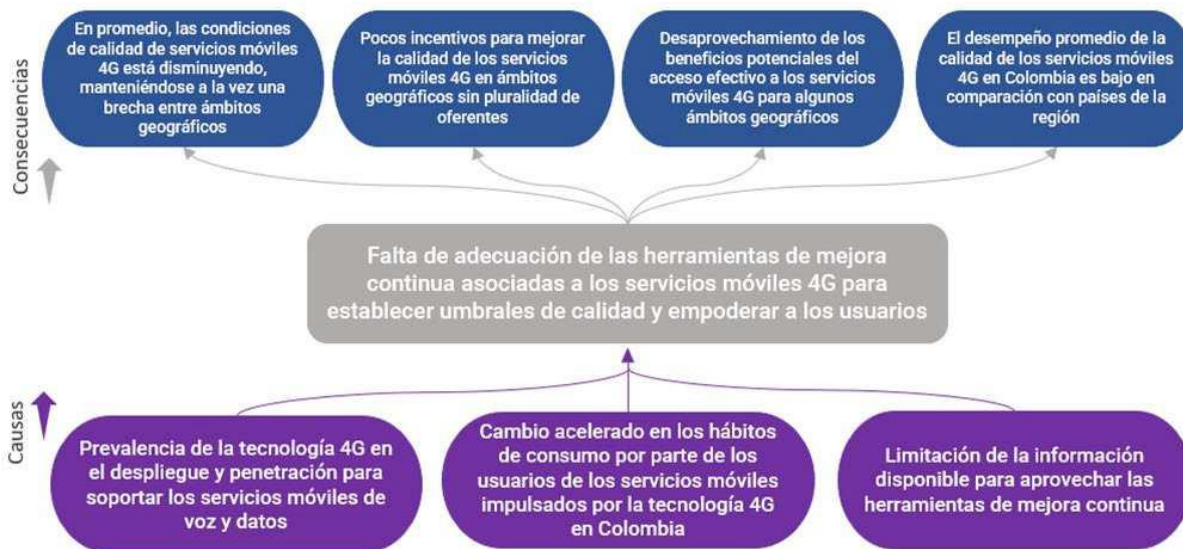 Consecuencias
En promedio, las condiciones
de calidad de servicios móviles
4G está disminuyendo,
manteniéndose a la vez una
brecha entre ámbitos
geográficos
Pocos incentivos para mejorar
la calidad de los servicios
móviles 4G en ámbitos
geográficos sin pluralidad de
oferentes
Desaprovechamiento de los
beneficios potenciales del
acceso efectivo a los servicios
móviles 4G para algunos
ámbitos geográficos
El desempeño promedio de la
calidad de los servicios móviles
4G en Colombia es bajo en
comparación con países de la
región
Falta de adecuación de las herramientas de mejora
continua asociadas a los servicios móviles 4G para
establecer umbrales de calidad y empoderar a los usuarios
Causas
Prevalencia de la tecnología 4G en
el despliegue y penetración para
soportar los servicios móviles de
voz y datos
Cambio acelerado en los hábitos
de consumo por parte de los
usuarios de los servicios móviles
impulsados por la tecnología 4G
en Colombia
Limitación de la información
disponible para aprovechar las
herramientas de mejora continua